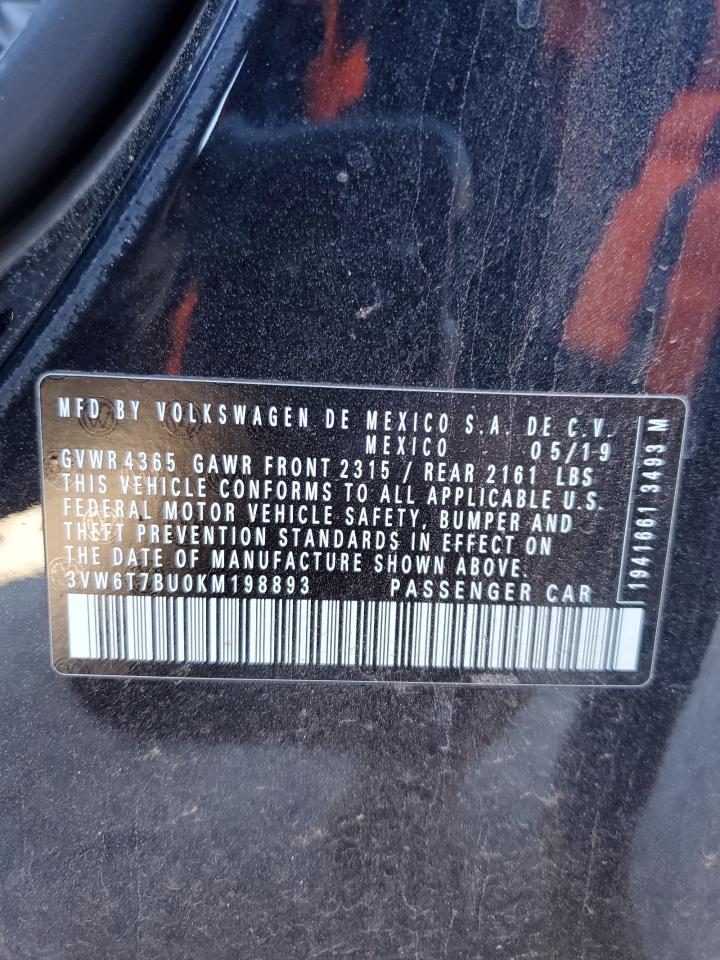 MFD BY VOLKSWAGEN DE MEXICO S.A. DE C.V.
MEXICO 05/19
GVWR 4365 GAWR FRONT 2315 / REAR 2161 LBS
THIS VEHICLE CONFORMS TO ALL APPLICABLE U.S.
FEDERAL MOTOR VEHICLE SAFETY, BUMPER AND
THEFT PREVENTION STANDARDS IN EFFECT ON
THE DATE OF MANUFACTURE SHOWN ABOVE.
3VW6T7BU0KM198893 PASSENGER CAR
1941661 3493 M